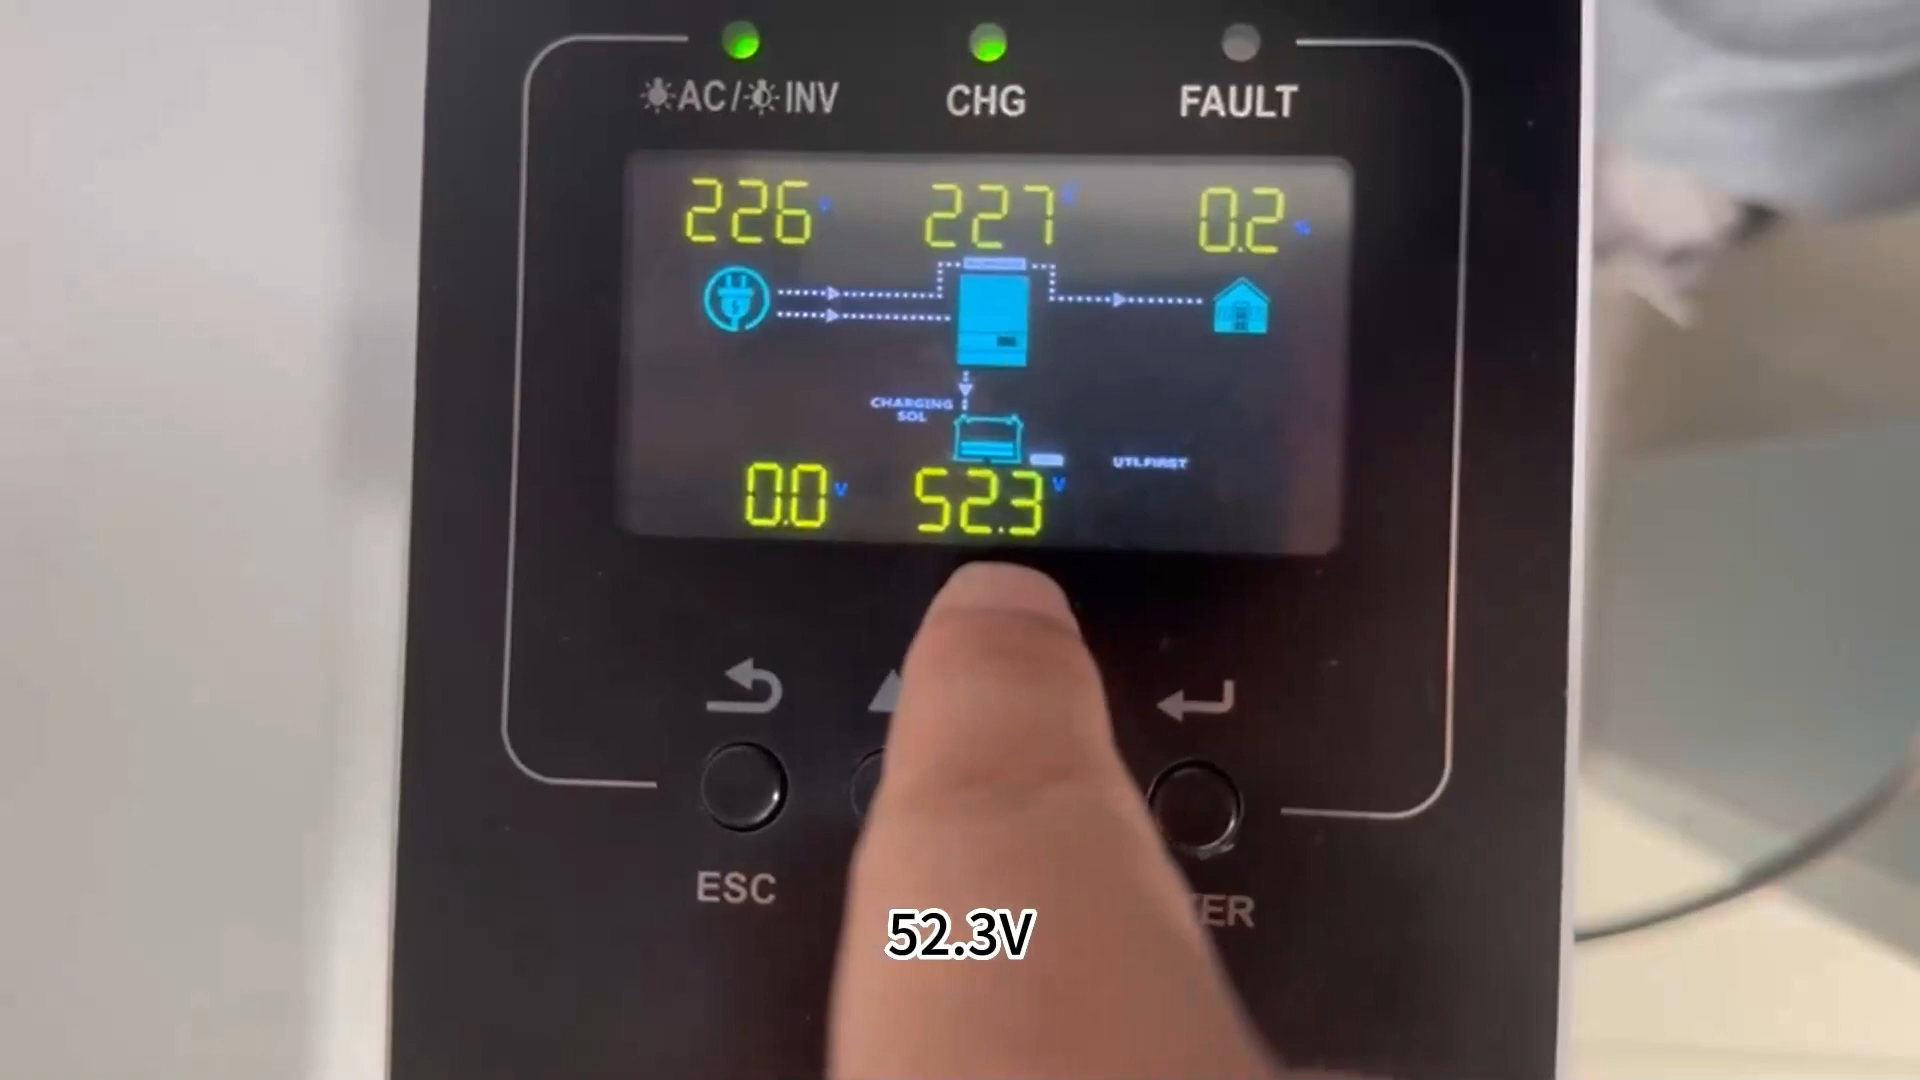 AC/ INV
CHG
FAULT
226 V
227 V
0.2 %
CHARGING
SOL
UTI.FIRST
0.0 V
52.3 V
ESC
ER
52.3V